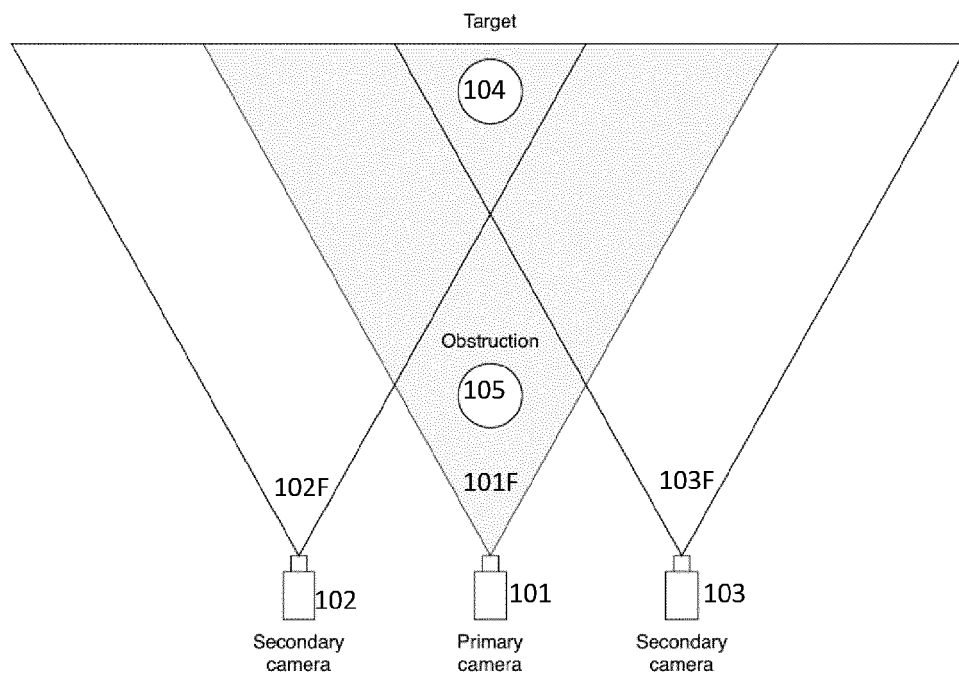 Target
104
Obstruction
105
102F
101F
103F
102
101
103
Secondary
camera
Primary
camera
Secondary
camera